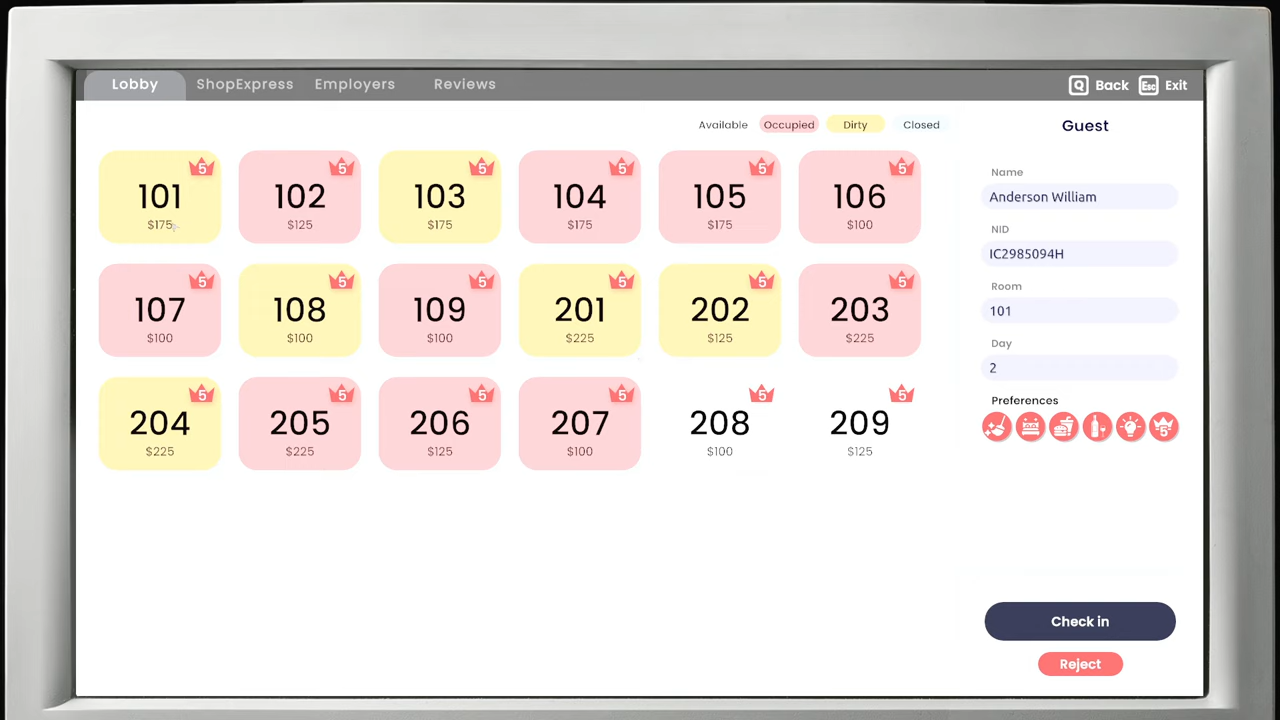 Lobby ShopExpress Employers Reviews Q Back Esc Exit
Available Occupied Dirty Closed
5 5 5 5 5 5
101 102 103 104 105 106
$175 $125 $175 $175 $175 $100
5 5 5 5 5 5
107 108 109 201 202 203
$100 $100 $100 $225 $125 $225
5 5 5 5 5 5
204 205 206 207 208 209
$225 $225 $125 $100 $100 $125
Guest
Name
Anderson William
NID
IC2985094H
Room
101
Day
2
Preferences
5
Check in
Reject